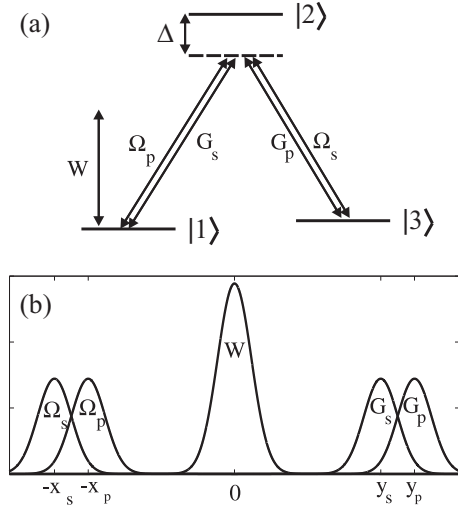 (a)
|2⟩
Δ
Ω_p G_s G_p Ω_s
W
|1⟩ |3⟩
(b)
W
Ω_s Ω_p G_s G_p
-x_s -x_p 0 y_s y_p